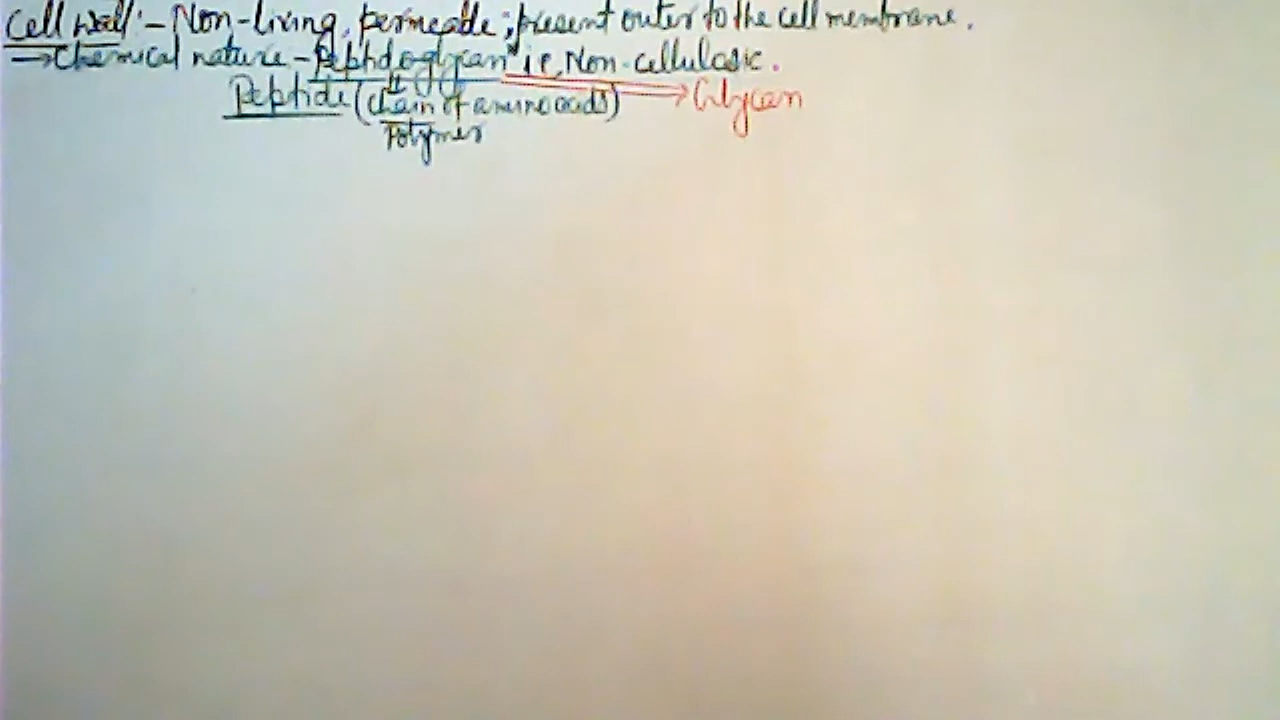 Cell wall - Non-living, permeable, present outer to the cell membrane.
→ Chemical nature - Peptidoglycan i.e, Non-cellulosic.
Peptide (chain of amino acids) → Glycan
Polymer